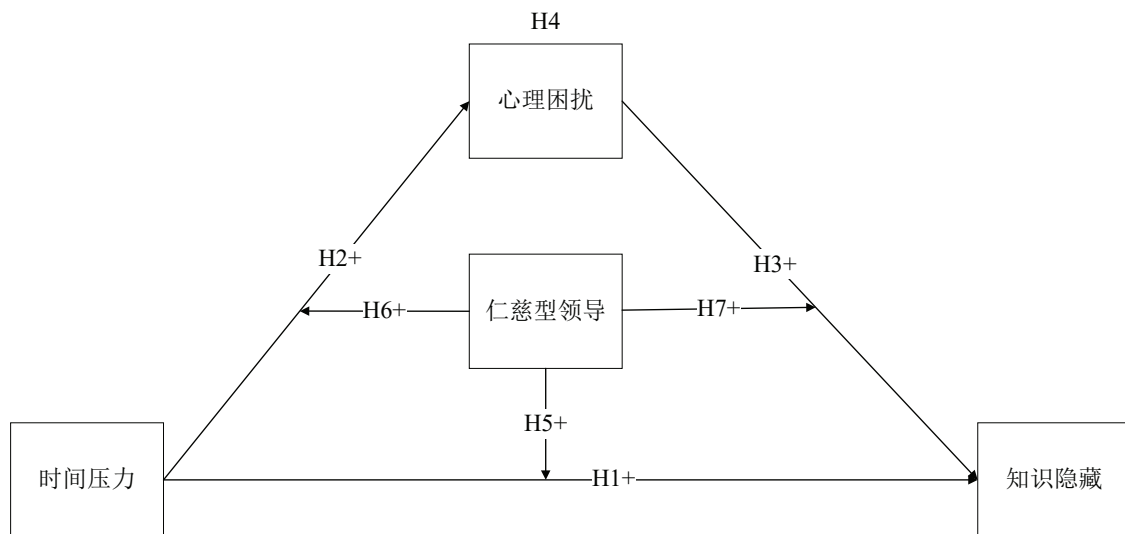 H4
心理困扰
H2+
H3+
仁慈型领导
H6+
H7+
H5+
时间压力
H1+
知识隐藏